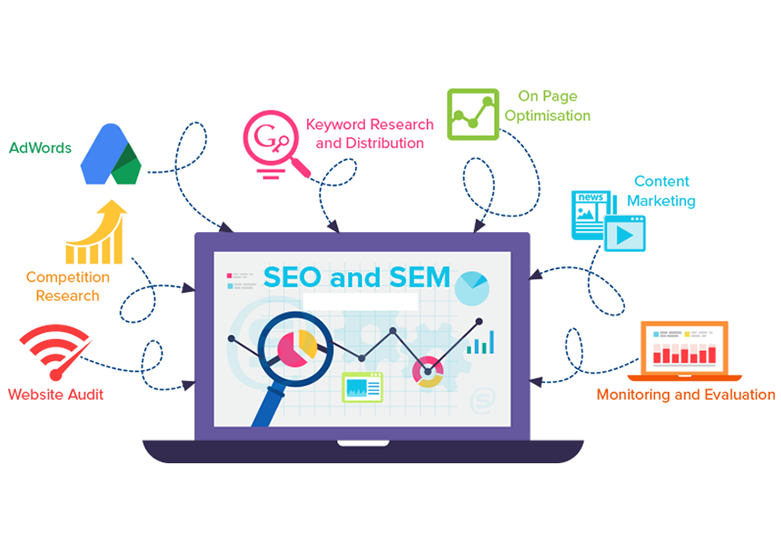 AdWords
Keyword Research
and Distribution
On Page
Optimisation
Content
Marketing
news
Competition
Research
Website Audit
Monitoring and Evaluation
SEO and SEM
G
S